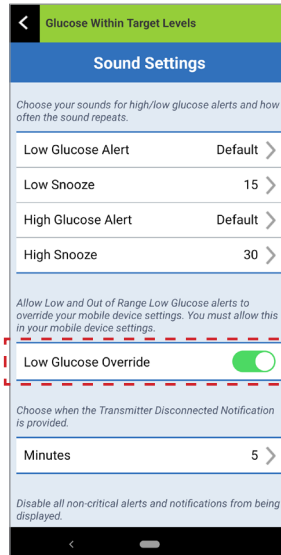 Glucose Within Target Levels
Sound Settings
Choose your sounds for high/low glucose alerts and how
often the sound repeats.
Low Glucose Alert Default
Low Snooze 15
High Glucose Alert Default
High Snooze 30
Allow Low and Out of Range Low Glucose alerts to
override your mobile device settings. You must allow this
in your mobile device settings.
Low Glucose Override
Choose when the Transmitter Disconnected Notification
is provided.
Minutes 5
Disable all non-critical alerts and notifications from being
displayed.